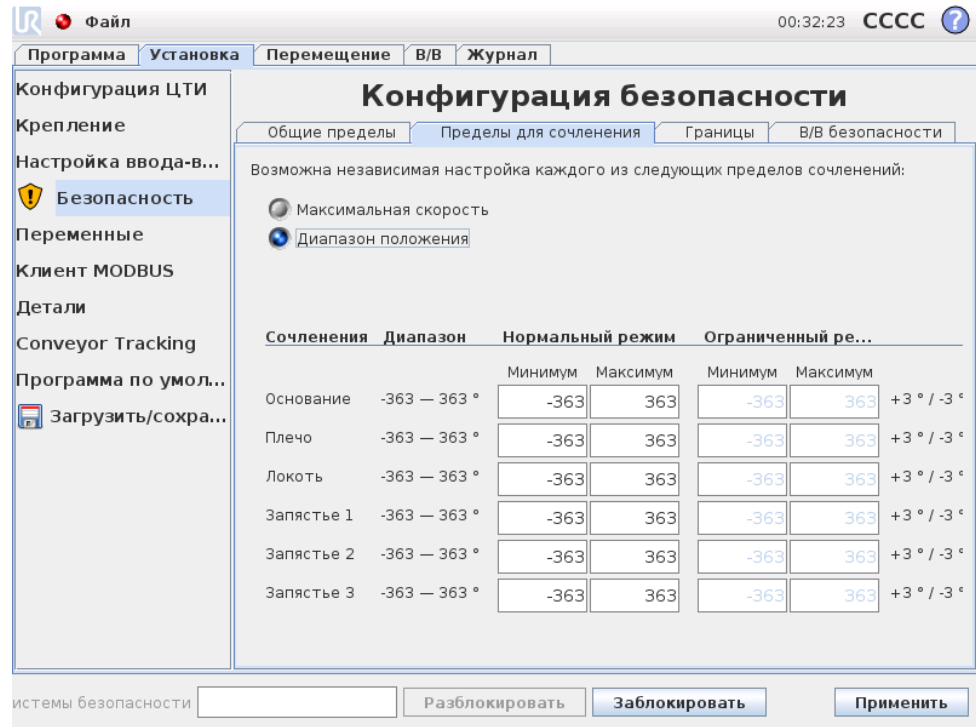 UR Файл 00:32:23 CCCC ?
Программа Установка Перемещение В/В Журнал
Конфигурация ЦТИ
Крепление
Настройка ввода-в...
Безопасность
Переменные
Клиент MODBUS
Детали
Conveyor Tracking
Программа по умол...
Загрузить/сохра...
Конфигурация безопасности
Общие пределы Пределы для сочленения Границы В/В безопасности
Возможна независимая настройка каждого из следующих пределов сочленений:
Максимальная скорость
Диапазон положения
Сочленения Диапазон Нормальный режим Ограниченный ре...
Минимум Максимум Минимум Максимум
Основание -363 — 363 ° -363 363 -363 363 +3 ° / -3 °
Плечо -363 — 363 ° -363 363 -363 363 +3 ° / -3 °
Локоть -363 — 363 ° -363 363 -363 363 +3 ° / -3 °
Запястье 1 -363 — 363 ° -363 363 -363 363 +3 ° / -3 °
Запястье 2 -363 — 363 ° -363 363 -363 363 +3 ° / -3 °
Запястье 3 -363 — 363 ° -363 363 -363 363 +3 ° / -3 °
истемы безопасности Разблокировать Заблокировать Применить